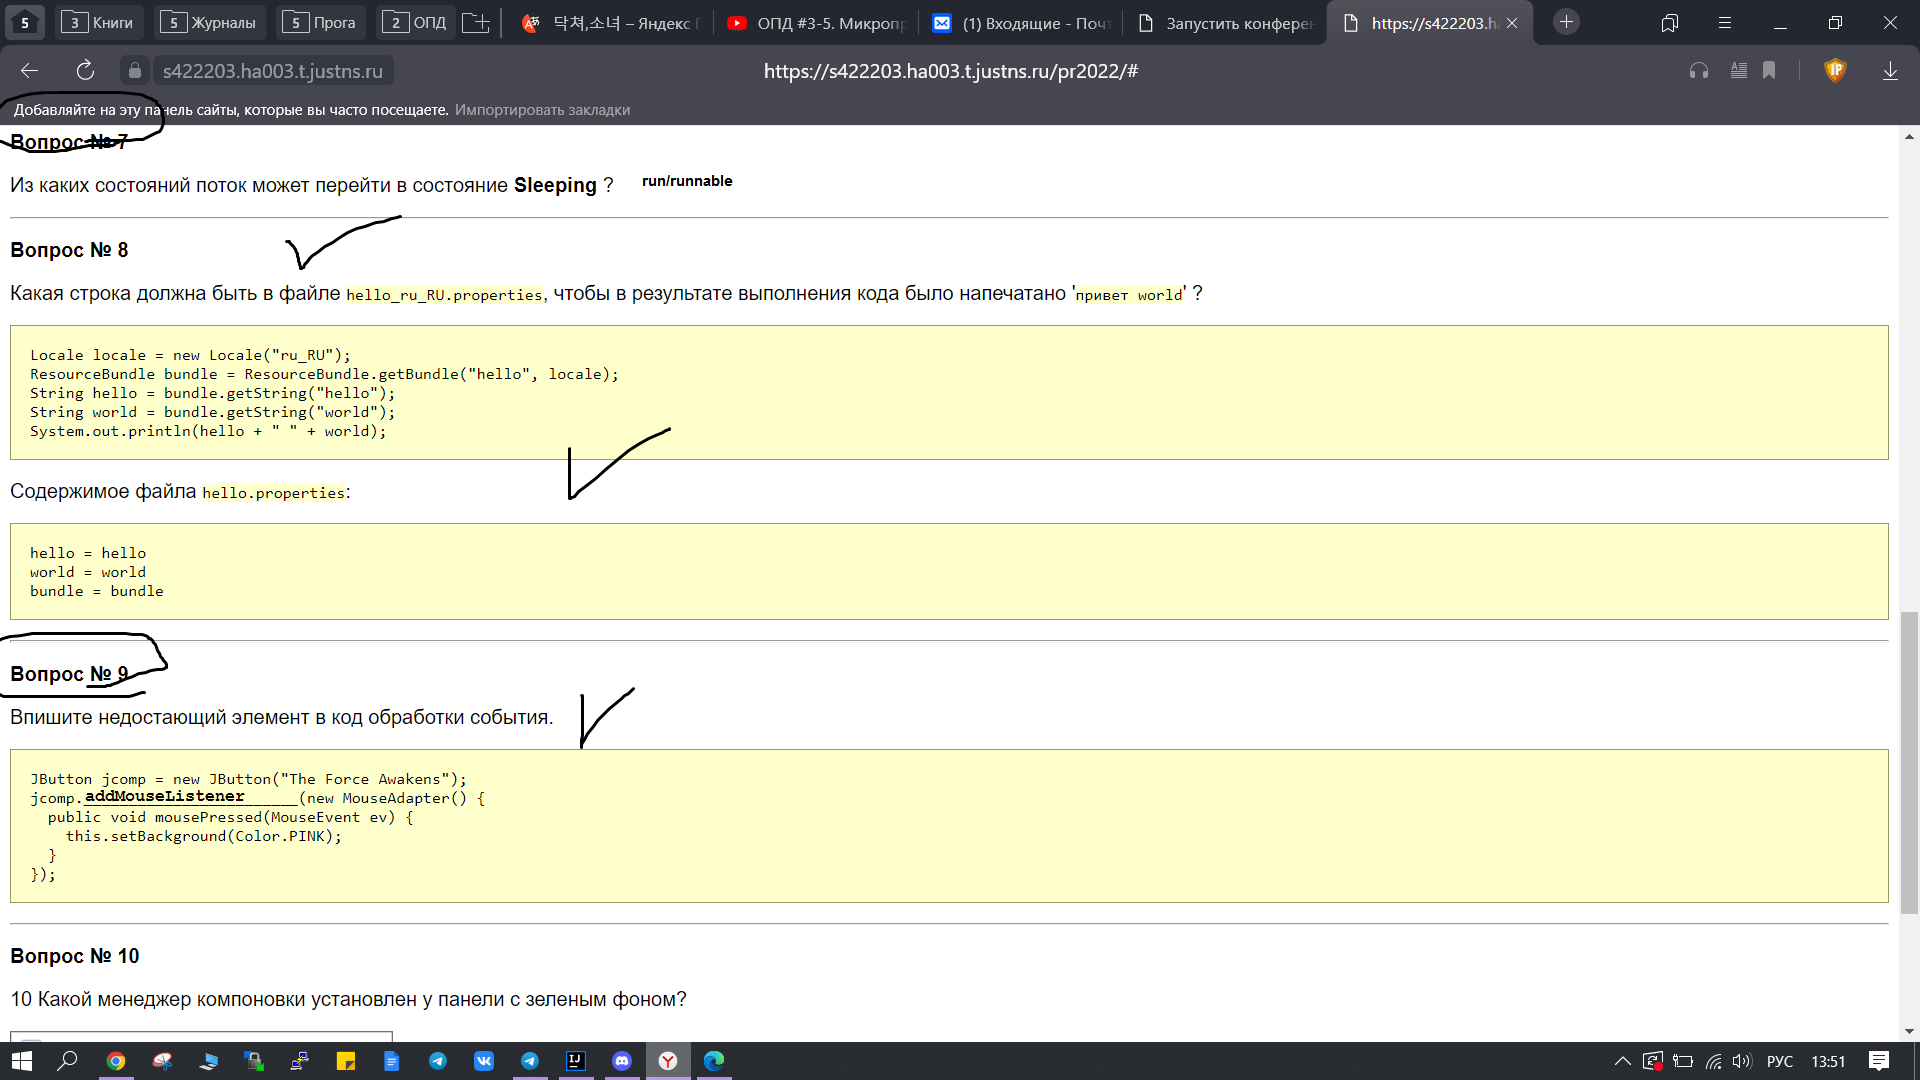 5
3 Книги
5 Журналы
5 Прога
2 ОПД
닥쳐,소녀 – Яндекс
ОПД #3-5. Микропр
(1) Входящие - Почт
Запустить конферен
https://s422203.ha
s422203.ha003.t.justns.ru
https://s422203.ha003.t.justns.ru/pr2022/#
Добавляйте на эту панель сайты, которые вы часто посещаете. Импортировать закладки
Вопрос № 7
Из каких состояний поток может перейти в состояние Sleeping ? run/runnable
Вопрос № 8
Какая строка должна быть в файле hello_ru_RU.properties, чтобы в результате выполнения кода было напечатано 'привет world' ?
Locale locale = new Locale("ru_RU");
ResourceBundle bundle = ResourceBundle.getBundle("hello", locale);
String hello = bundle.getString("hello");
String world = bundle.getString("world");
System.out.println(hello + " " + world);
Содержимое файла hello.properties:
hello = hello
world = world
bundle = bundle
Вопрос № 9
Впишите недостающий элемент в код обработки события.
JButton jcomp = new JButton("The Force Awakens");
jcomp.addMouseListener______(new MouseAdapter() {
public void mousePressed(MouseEvent ev) {
this.setBackground(Color.PINK);
}
});
Вопрос № 10
10 Какой менеджер компоновки установлен у панели с зеленым фоном?
РУС
13:51